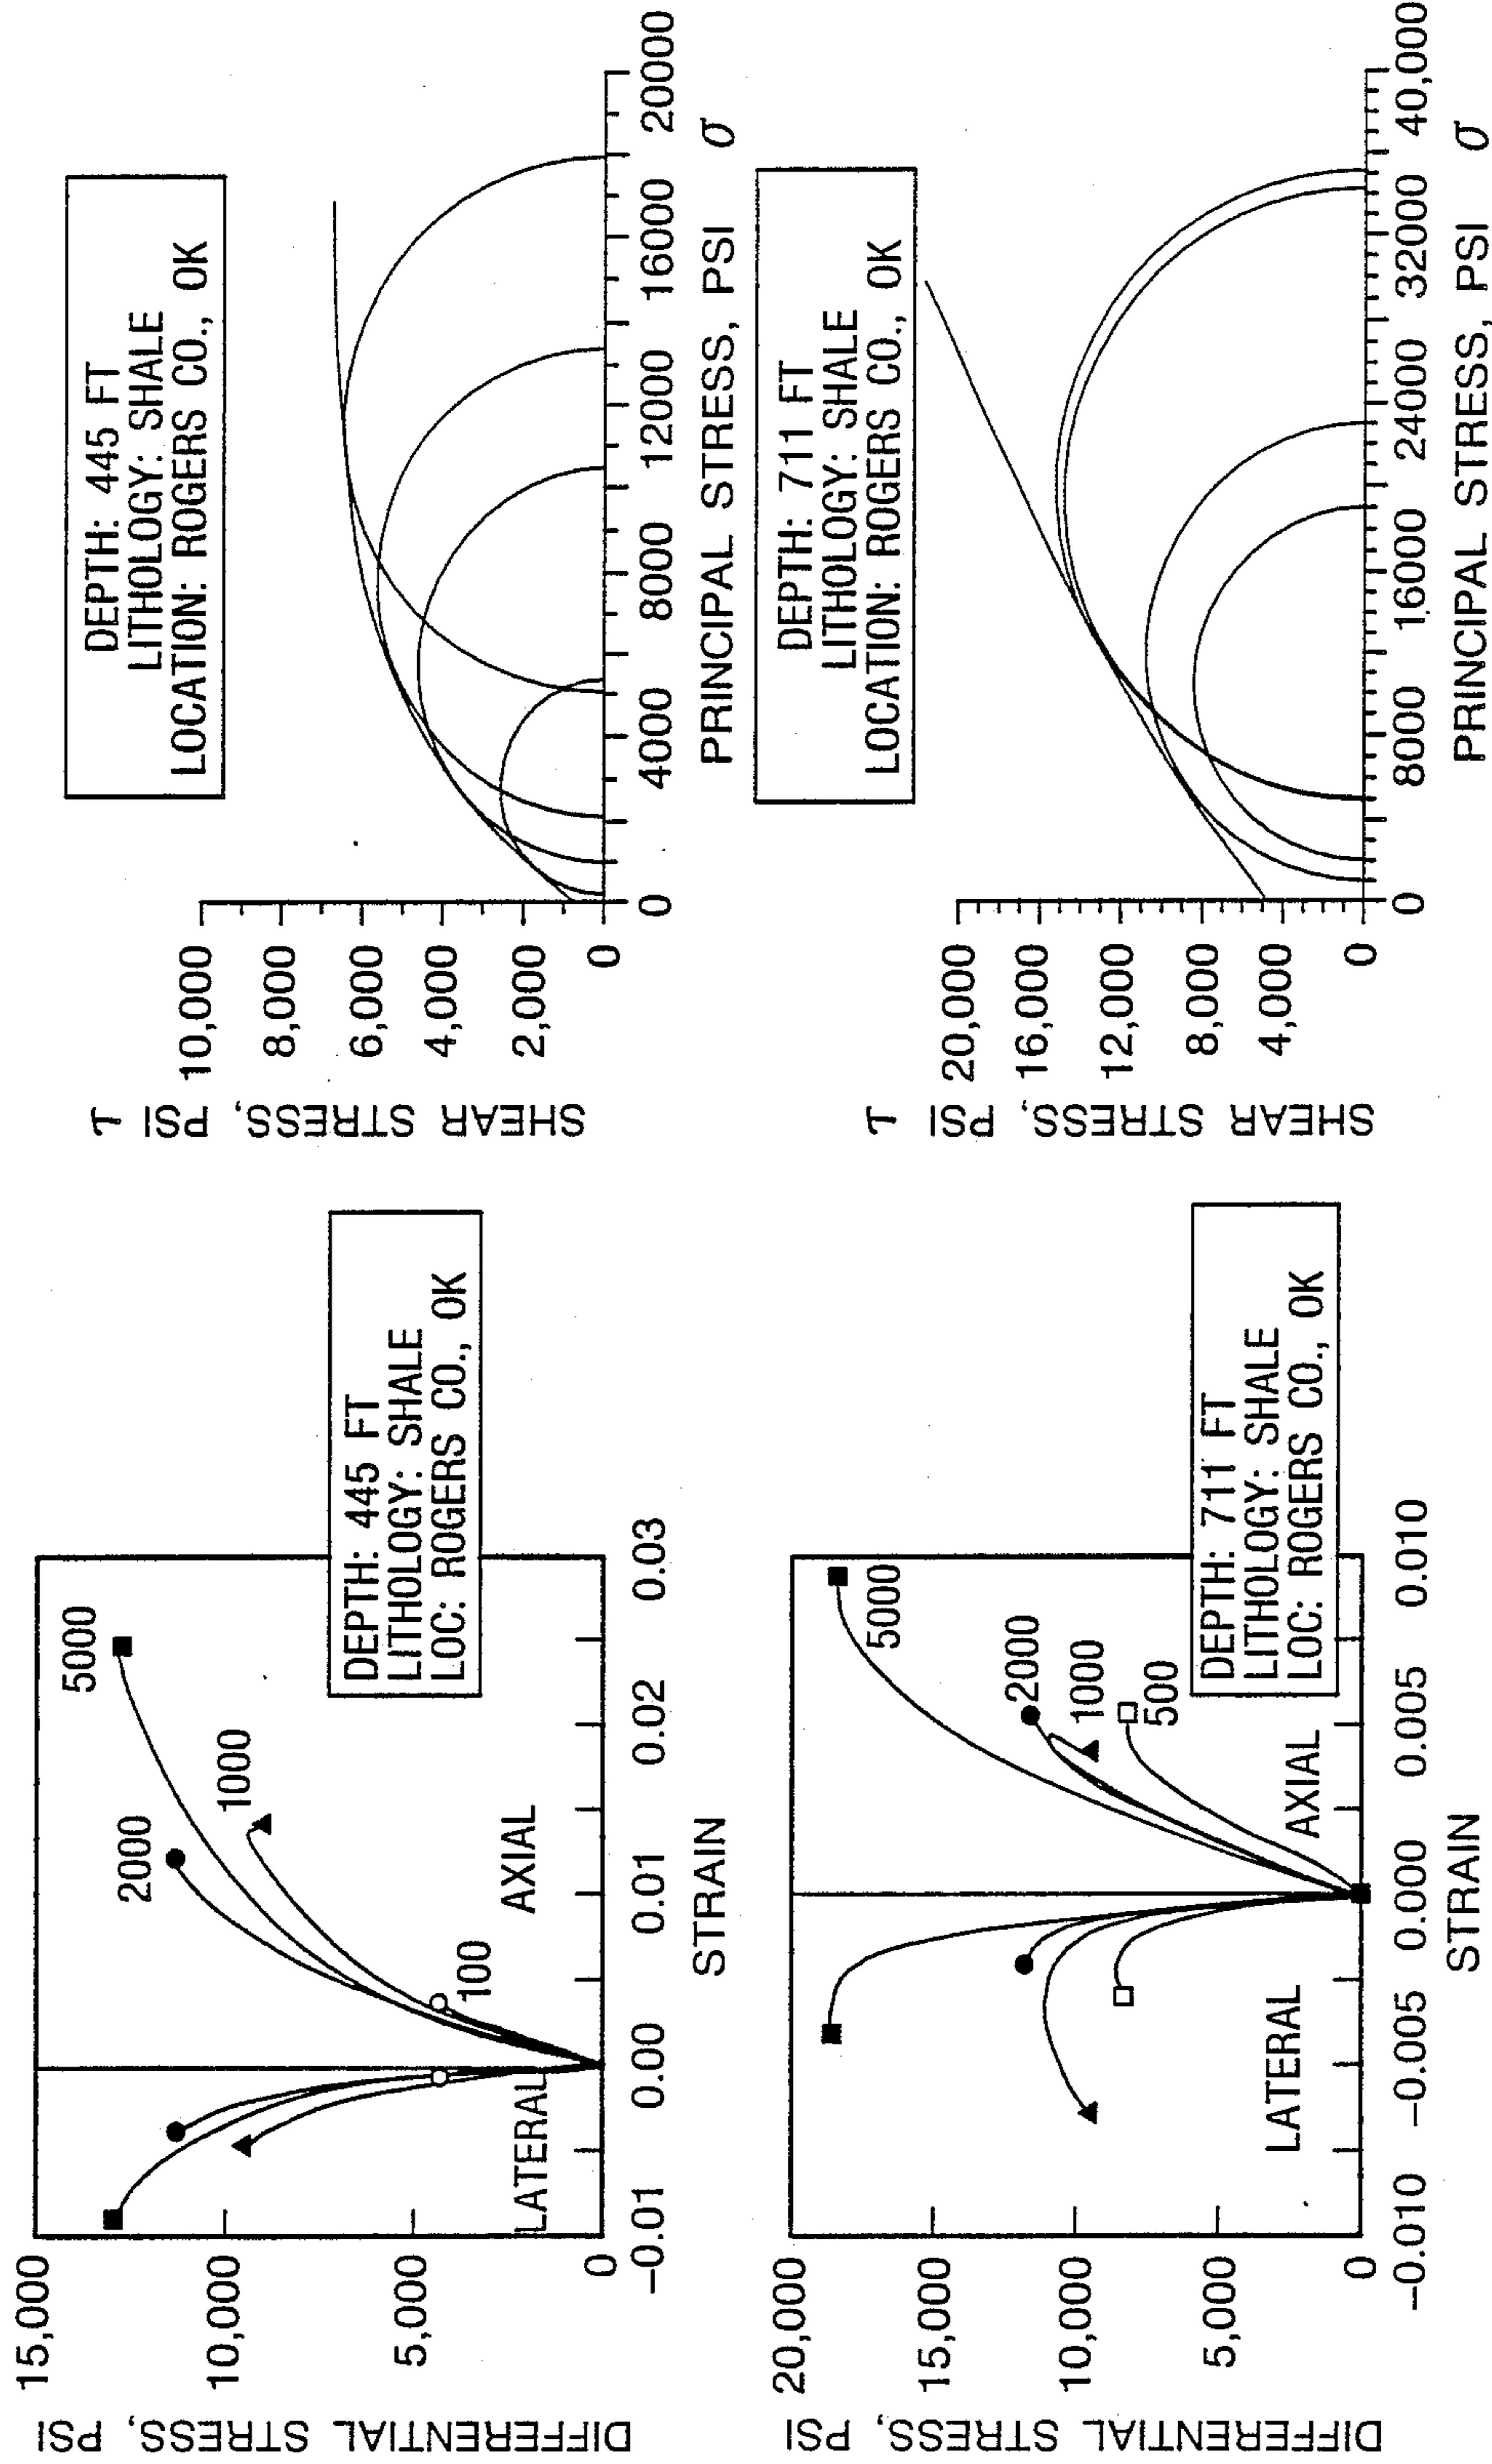 15,000
10,000
5,000
0
DIFFERENTIAL STRESS, PSI
5000
2000
1000
100
LATERAL
AXIAL
-0.01
0.00
0.01
0.02
0.03
STRAIN
DEPTH: 445 FT
LITHOLOGY: SHALE
LOC: ROGERS CO., OK
10,000
8,000
6,000
4,000
2,000
0
SHEAR STRESS, PSI τ
DEPTH: 445 FT
LITHOLOGY: SHALE
LOCATION: ROGERS CO., OK
0
4000
8000
12000
16000
20000
PRINCIPAL STRESS, PSI σ
20,000
15,000
10,000
5,000
0
DIFFERENTIAL STRESS, PSI
5000
2000
1000
500
LATERAL
AXIAL
-0.010
-0.005
0.000
0.005
0.010
STRAIN
DEPTH: 711 FT
LITHOLOGY: SHALE
LOC: ROGERS CO., OK
20,000
16,000
12,000
8,000
4,000
0
SHEAR STRESS, PSI τ
DEPTH: 711 FT
LITHOLOGY: SHALE
LOCATION: ROGERS CO., OK
0
8000
16000
24000
32000
40,000
PRINCIPAL STRESS, PSI σ